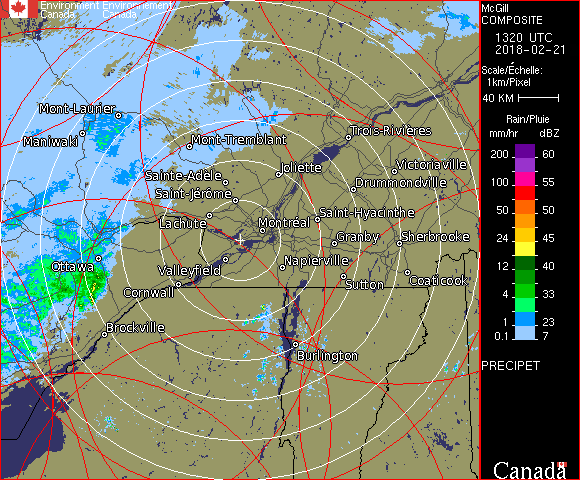 Environment Environnement
Canada Canada
McGill
COMPOSITE
1320 UTC
2018-02-21
Scale/Échelle:
1km/Pixel
40 KM
Rain/Pluie
mm/hr dBZ
200 60
100 55
50 50
24 45
12 40
4 33
1 23
0.1 7
PRECIPET
Canada
Mont-Laurier
Maniwaki
Mont-Tremblant
Trois-Rivières
Sainte-Adèle
Joliette
Victoriaville
Saint-Jérôme
Drummondville
Lachute
Montréal
Saint-Hyacinthe
Granby
Sherbrooke
Ottawa
Valleyfield
Napierville
Cornwall
Sutton
Coaticook
Brockville
Burlington